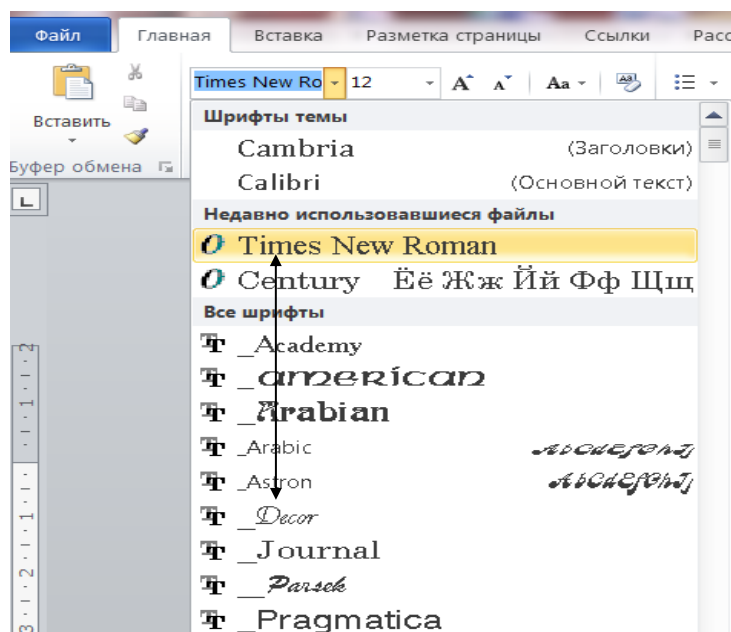 Файл Главная Вставка Разметка страницы Ссылки Расс
Times New Ro 12 Aa
Вставить
Буфер обмена
Шрифты темы
Cambria (Заголовки)
Calibri (Основной текст)
Недавно использовавшиеся файлы
Times New Roman
Century Ёё Жж Йй Фф Щщ
Все шрифты
_Academy
_american
_Arabian
_Arabic
_Astron
_Decor
_Journal
_Parsek
_Pragmatica